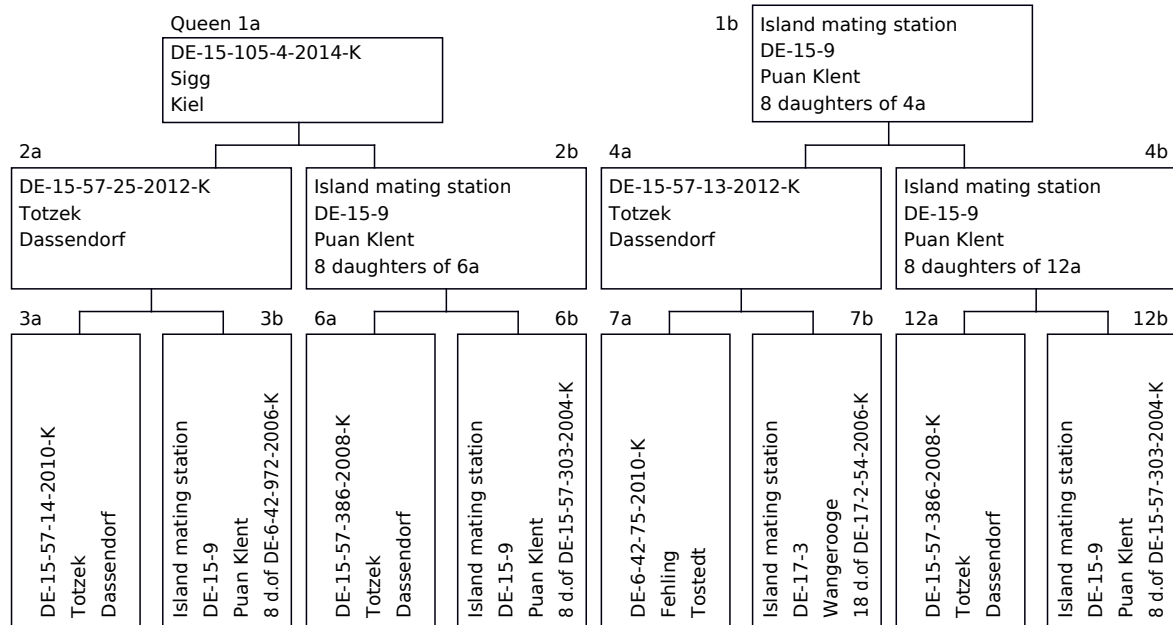 Queen 1a
DE-15-105-4-2014-K
Sigg
Kiel
1b
Island mating station
DE-15-9
Puan Klent
8 daughters of 4a
2a
DE-15-57-25-2012-K
Totzek
Dassendorf
2b
Island mating station
DE-15-9
Puan Klent
8 daughters of 6a
4a
DE-15-57-13-2012-K
Totzek
Dassendorf
4b
Island mating station
DE-15-9
Puan Klent
8 daughters of 12a
3a
DE-15-57-14-2010-K
Totzek
Dassendorf
3b
Island mating station
DE-15-9
Puan Klent
8 d.of DE-6-42-972-2006-K
6a
DE-15-57-386-2008-K
Totzek
Dassendorf
6b
Island mating station
DE-15-9
Puan Klent
8 d.of DE-15-57-303-2004-K
7a
DE-6-42-75-2010-K
Fehling
Tostedt
7b
Island mating station
DE-17-3
Wangerooge
18 d.of DE-17-2-54-2006-K
12a
DE-15-57-386-2008-K
Totzek
Dassendorf
12b
Island mating station
DE-15-9
Puan Klent
8 d.of DE-15-57-303-2004-K